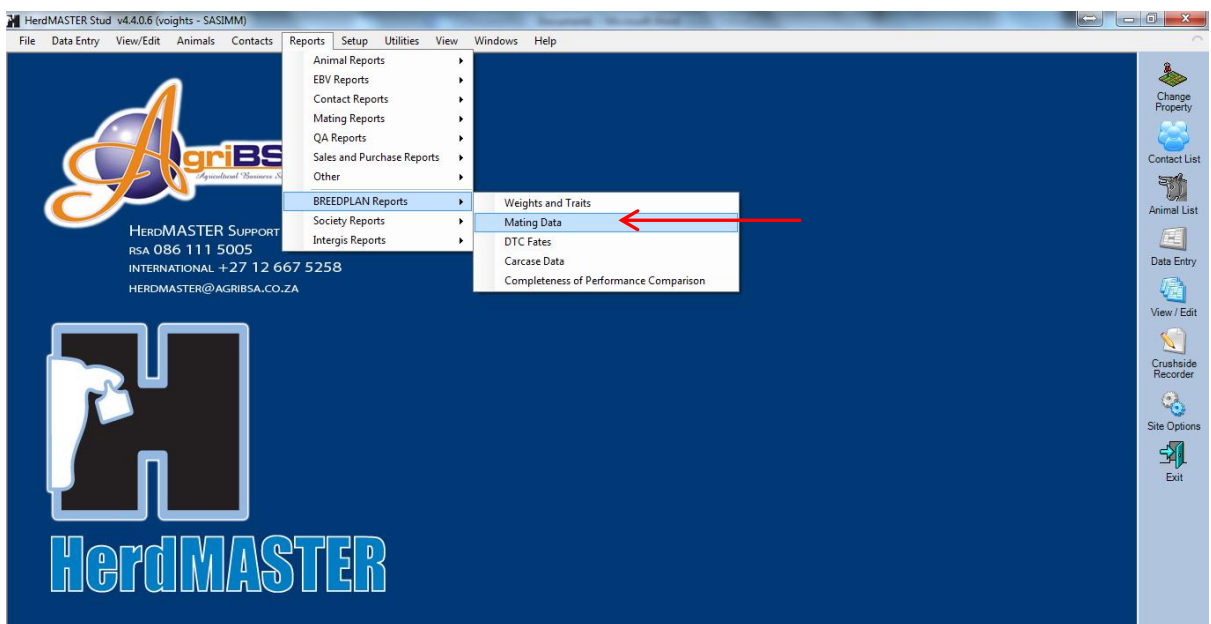 HerdMASTER Stud v4.4.0.6 (voights - SASIMM)
File Data Entry View/Edit Animals Contacts Reports Setup Utilities View Windows Help
Animal Reports
EBV Reports
Contact Reports
Mating Reports
QA Reports
Sales and Purchase Reports
Other
BREEDPLAN Reports
Society Reports
Intergis Reports
Weights and Traits
Mating Data
DTC Fates
Carcase Data
Completeness of Performance Comparison
AgriBS
Agricultural Business S
HERDMASTER SUPPORT
RSA 086 111 5005
INTERNATIONAL +27 12 667 5258
HERDMASTER@AGRIBSA.CO.ZA
H
HerdMASTER
Change
Property
Contact List
Animal List
Data Entry
View / Edit
Crushside
Recorder
Site Options
Exit